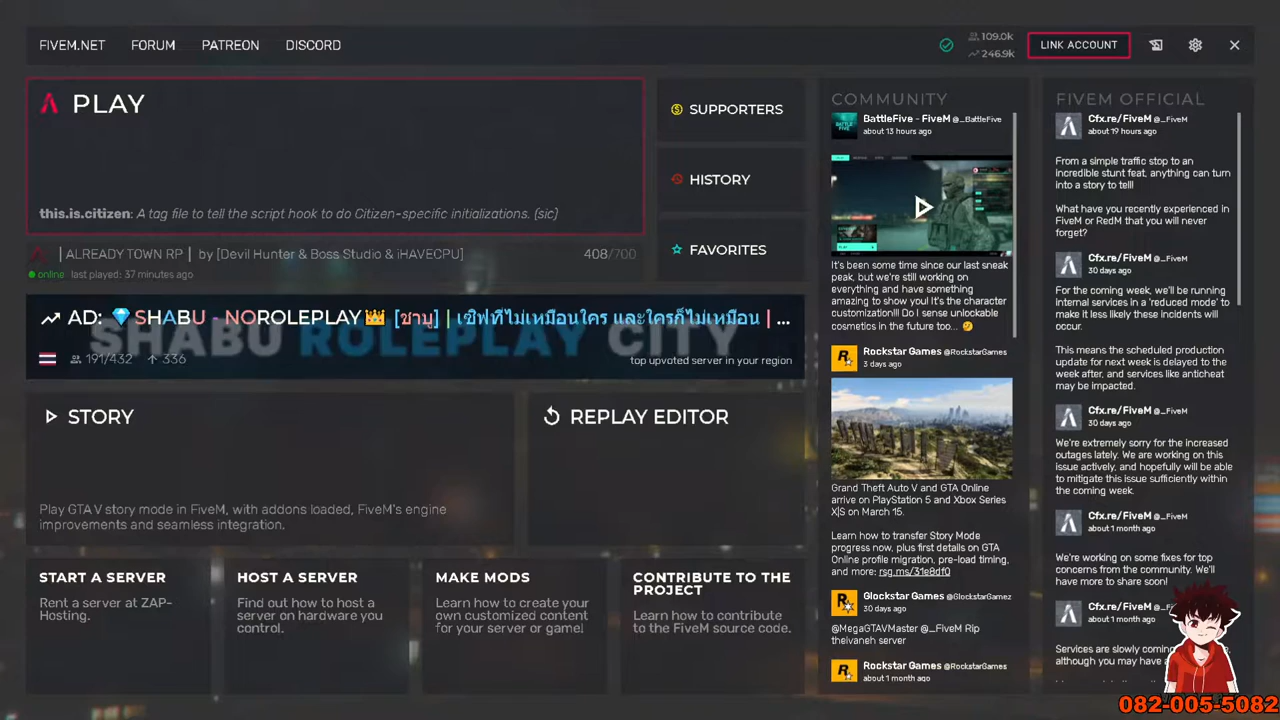 FIVEM.NET FORUM PATREON DISCORD
109.0k
246.9k
LINK ACCOUNT
PLAY
this.is.citizen: A tag file to tell the script hook to do Citizen-specific initializations. (sic)
| ALREADY TOWN RP | by [Devil Hunter & Boss Studio & iHAVECPU] 408/700
online last played: 37 minutes ago
SUPPORTERS
HISTORY
FAVORITES
AD: 💎 SHABU - NOROLEPLAY👑 [ชาบู] | เซิฟที่ไม่เหมือนใคร และใครก็ไม่เหมือน | ...
SHABU ROLEPLAY CITY
191/432 336
top upvoted server in your region
STORY
Play GTA V story mode in FiveM, with addons loaded, FiveM's engine
improvements and seamless integration.
REPLAY EDITOR
START A SERVER
Rent a server at ZAP-
Hosting.
HOST A SERVER
Find out how to host a
server on hardware you
control.
MAKE MODS
Learn how to create your
own customized content
for your server or game!
CONTRIBUTE TO THE
PROJECT
Learn how to contribute
to the FiveM source code.
COMMUNITY
BattleFive - FiveM @_BattleFive
about 13 hours ago
It's been some time since our last sneak
peak, but we're still working on
everything and have something
amazing to show you! It's the character
customization!!! Do I sense unlockable
cosmetics in the future too... 🤔
Rockstar Games @RockstarGames
3 days ago
Grand Theft Auto V and GTA Online
arrive on PlayStation 5 and Xbox Series
X|S on March 15.
Learn how to transfer Story Mode
progress now, plus first details on GTA
Online profile migration, pre-load timing,
and more: rsg.ms/31e8df0
Glockstar Games @GlockstarGamez
30 days ago
@MegaGTAVMaster @_FiveM Rip
theivaneh server
Rockstar Games @RockstarGames
about 1 month ago
FIVEM OFFICIAL
Cfx.re/FiveM @_FiveM
about 19 hours ago
From a simple traffic stop to an
incredible stunt feat, anything can turn
into a story to tell!
What have you recently experienced in
FiveM or RedM that you will never
forget?
Cfx.re/FiveM @_FiveM
30 days ago
For the coming week, we'll be running
internal services in a 'reduced mode' to
make it less likely these incidents will
occur.
This means the scheduled production
update for next week is delayed to the
week after, and services like anticheat
may be impacted.
Cfx.re/FiveM @_FiveM
30 days ago
We're extremely sorry for the increased
outages lately. We are working on this
issue actively, and hopefully will be able
to mitigate this issue sufficiently within
the coming week.
Cfx.re/FiveM @_FiveM
about 1 month ago
We're working on some fixes for top
concerns from the community. We'll
have more to share soon!
Cfx.re/FiveM
about 1 month ago
Services are slowly
although you may have
082-005-5082